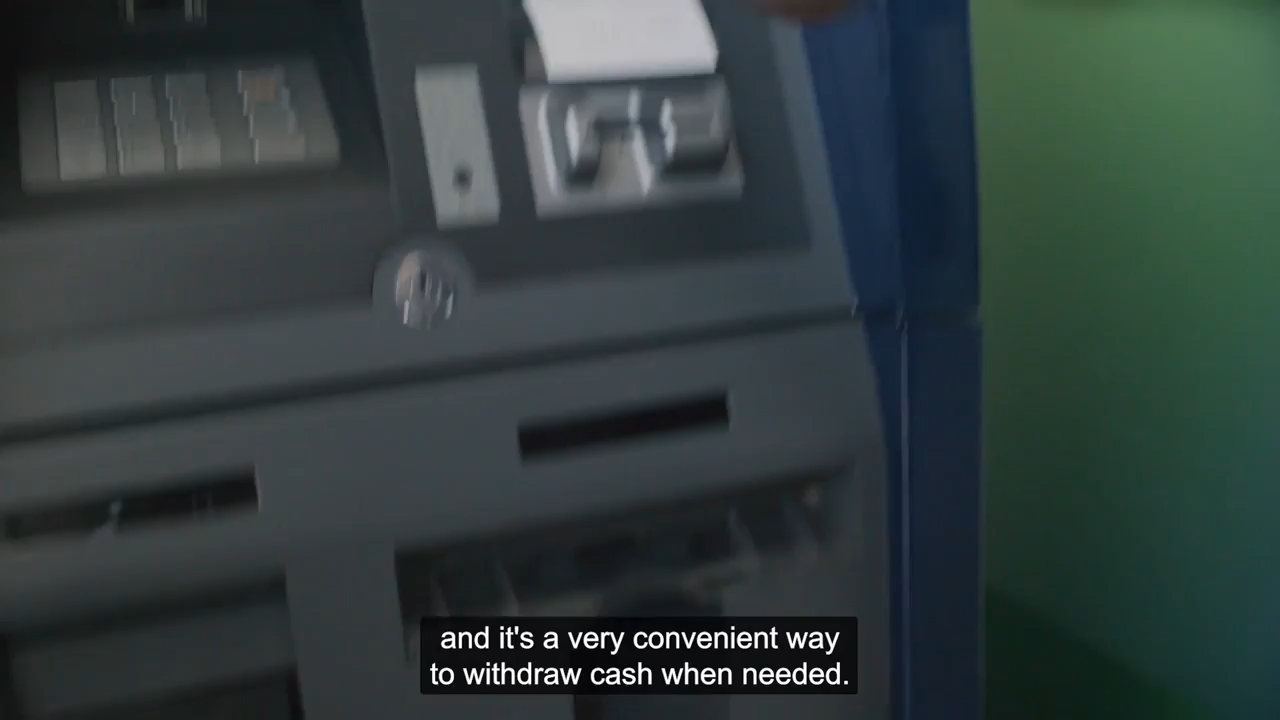 and it's a very convenient way
to withdraw cash when needed.